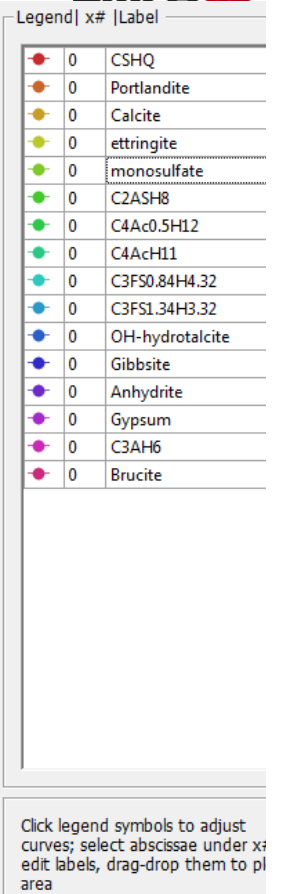 Legend| x# |Label
0 CSHQ
0 Portlandite
0 Calcite
0 ettringite
0 monosulfate
0 C2ASH8
0 C4Ac0.5H12
0 C4AcH11
0 C3FS0.84H4.32
0 C3FS1.34H3.32
0 OH-hydrotalcite
0 Gibbsite
0 Anhydrite
0 Gypsum
0 C3AH6
0 Brucite
Click legend symbols to adjust
curves; select abscissae under x#
edit labels, drag-drop them to pl
area